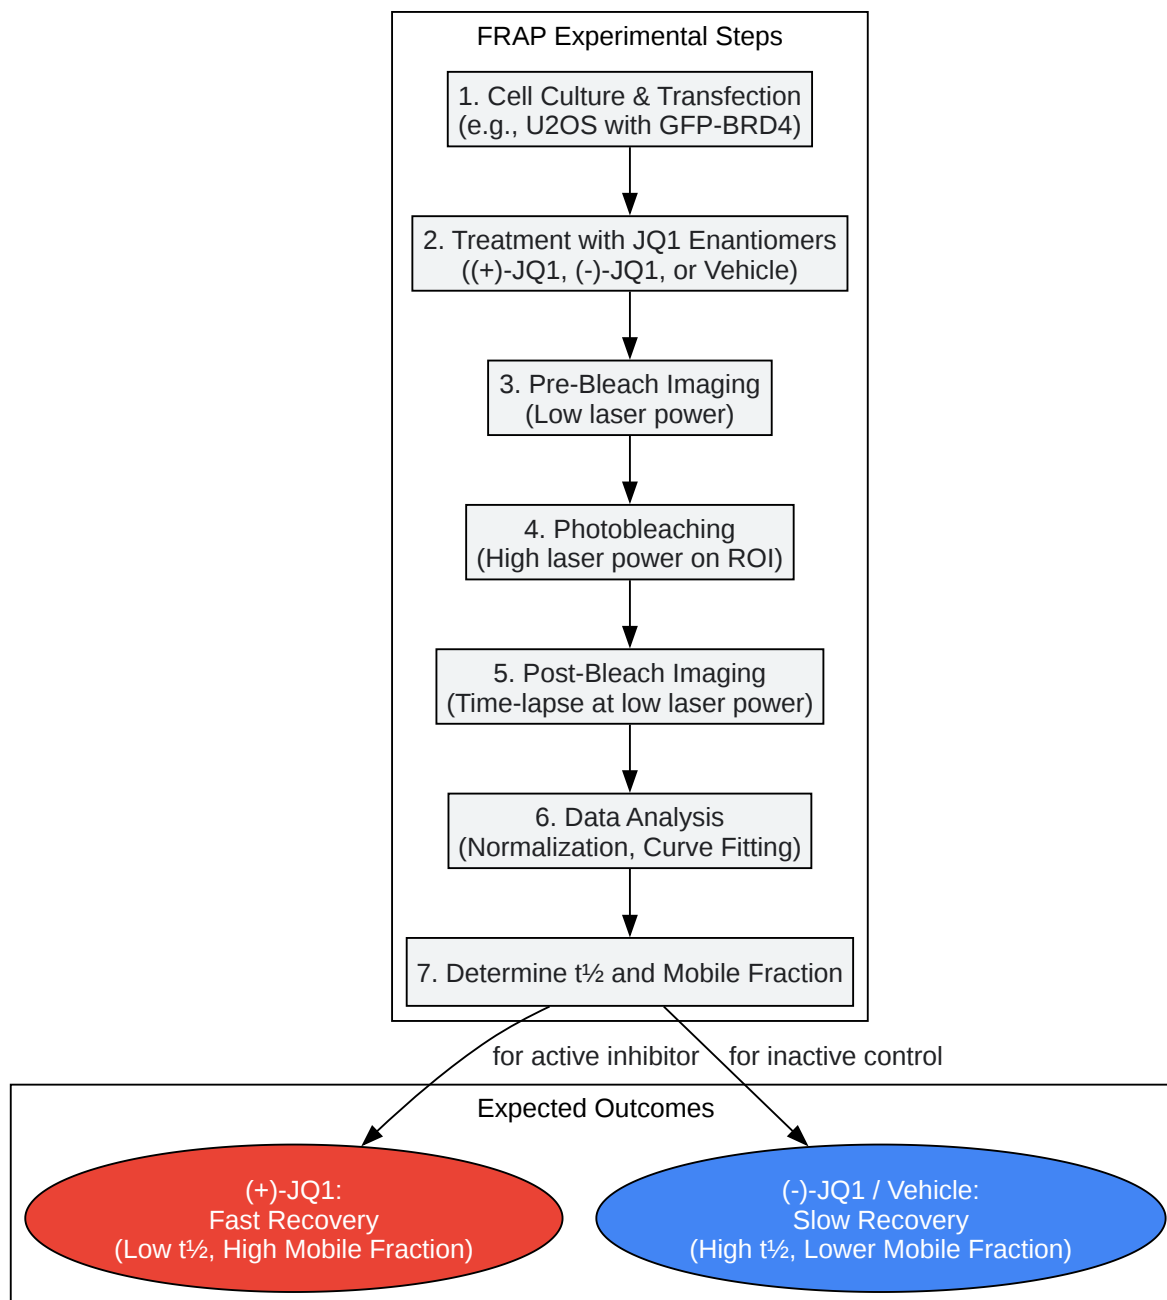 FRAP Experimental Steps
1. Cell Culture & Transfection
(e.g., U2OS with GFP-BRD4)
2. Treatment with JQ1 Enantiomers
((+)-JQ1, (-)-JQ1, or Vehicle)
3. Pre-Bleach Imaging
(Low laser power)
4. Photobleaching
(High laser power on ROI)
5. Post-Bleach Imaging
(Time-lapse at low laser power)
6. Data Analysis
(Normalization, Curve Fitting)
7. Determine t½ and Mobile Fraction
for active inhibitor
for inactive control
Expected Outcomes
(+)-JQ1:
Fast Recovery
(Low t½, High Mobile Fraction)
(-)-JQ1 / Vehicle:
Slow Recovery
(High t½, Lower Mobile Fraction)